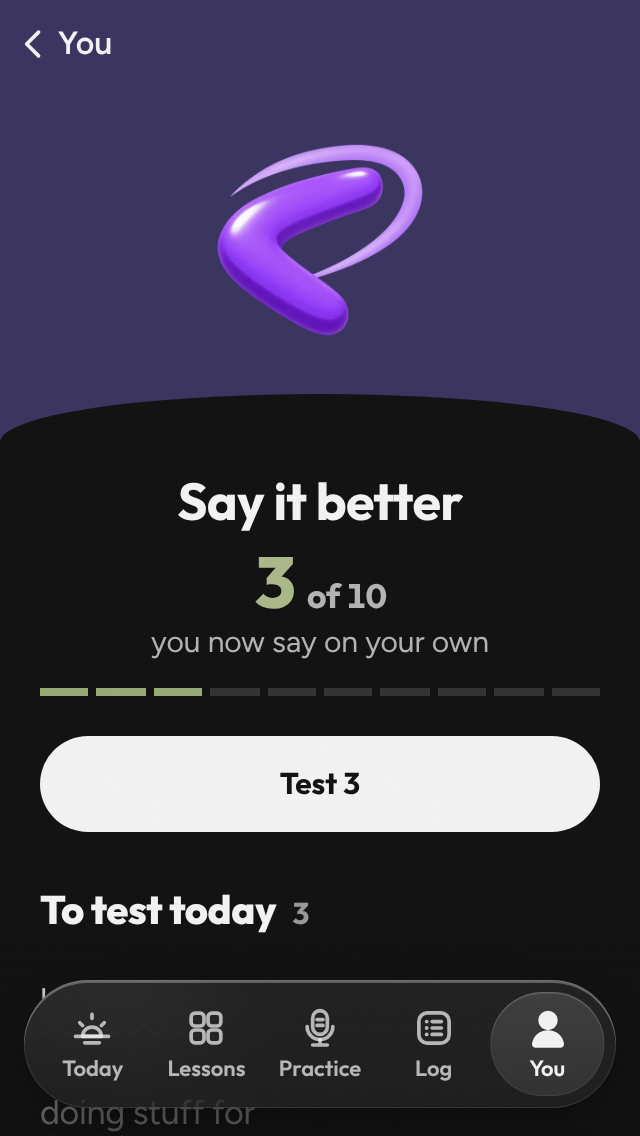 You
Say it better
3 of 10
you now say on your own
Test 3
To test today 3
Today
Lessons
Practice
Log
You
doing stuff for